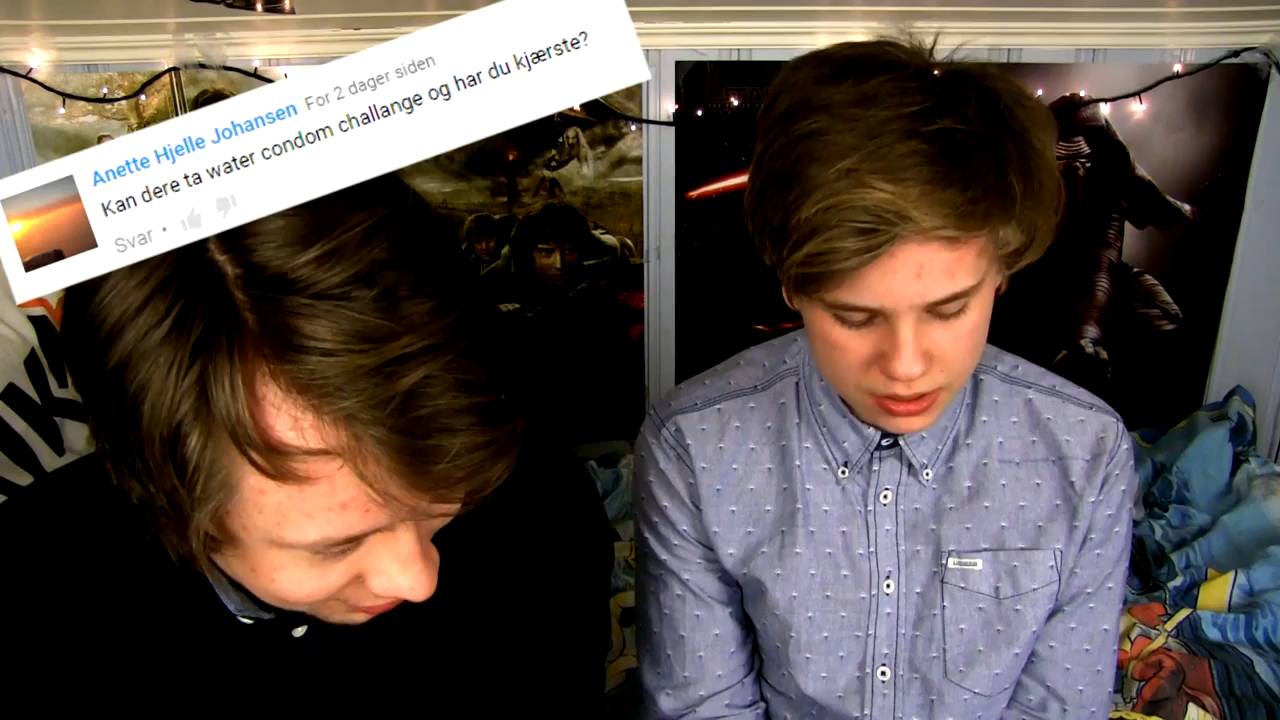 Anette Hjelle Johansen For 2 dager siden
Kan dere ta water condom challange og har du kjærste?
Svar •